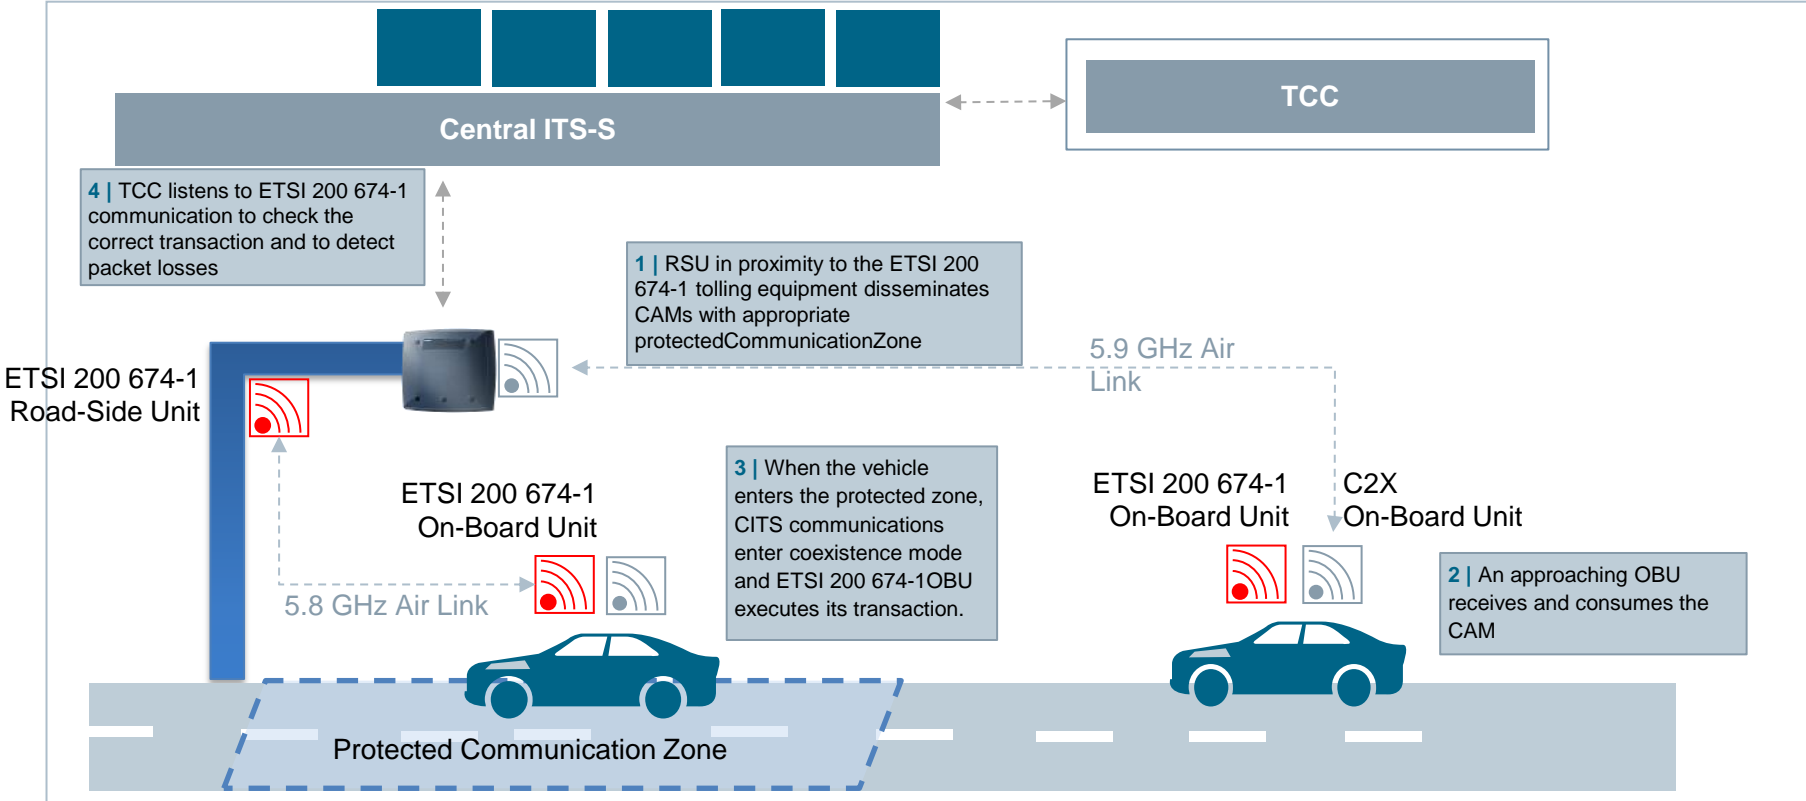 TCC
Central ITS-S
4 | TCC listens to ETSI 200 674-1
communication to check the
correct transaction and to detect
packet losses
1 | RSU in proximity to the ETSI 200
674-1 tolling equipment disseminates
CAMs with appropriate
protectedCommunicationZone
5.9 GHz Air
Link
ETSI 200 674-1
Road-Side Unit
3 | When the vehicle
enters the protected zone,
CITS communications
enter coexistence mode
and ETSI 200 674-1OBU
executes its transaction.
ETSI 200 674-1
On-Board Unit
ETSI 200 674-1
On-Board Unit
C2X
On-Board Unit
2 | An approaching OBU
receives and consumes the
CAM
5.8 GHz Air Link
Protected Communication Zone